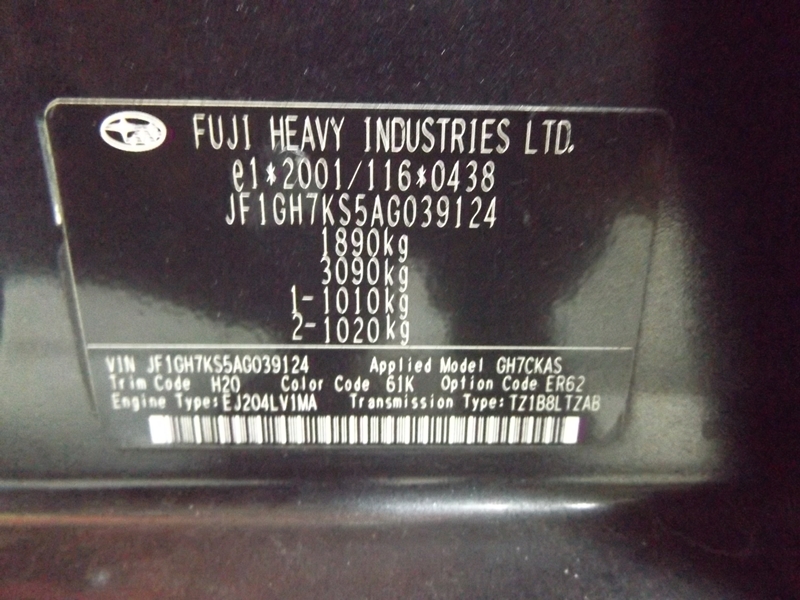 FUJI HEAVY INDUSTRIES LTD.
e1*2001/116*0438
JF1GH7KS5AG039124
1890kg
3090kg
1-1010kg
2-1020kg
VIN JF1GH7KS5AG039124 Applied Model GH7CKAS
Trim Code H20 Color Code 61K Option Code ER62
Engine Type:EJ204LV1MA Transmission Type:TZ1B8LTZAB